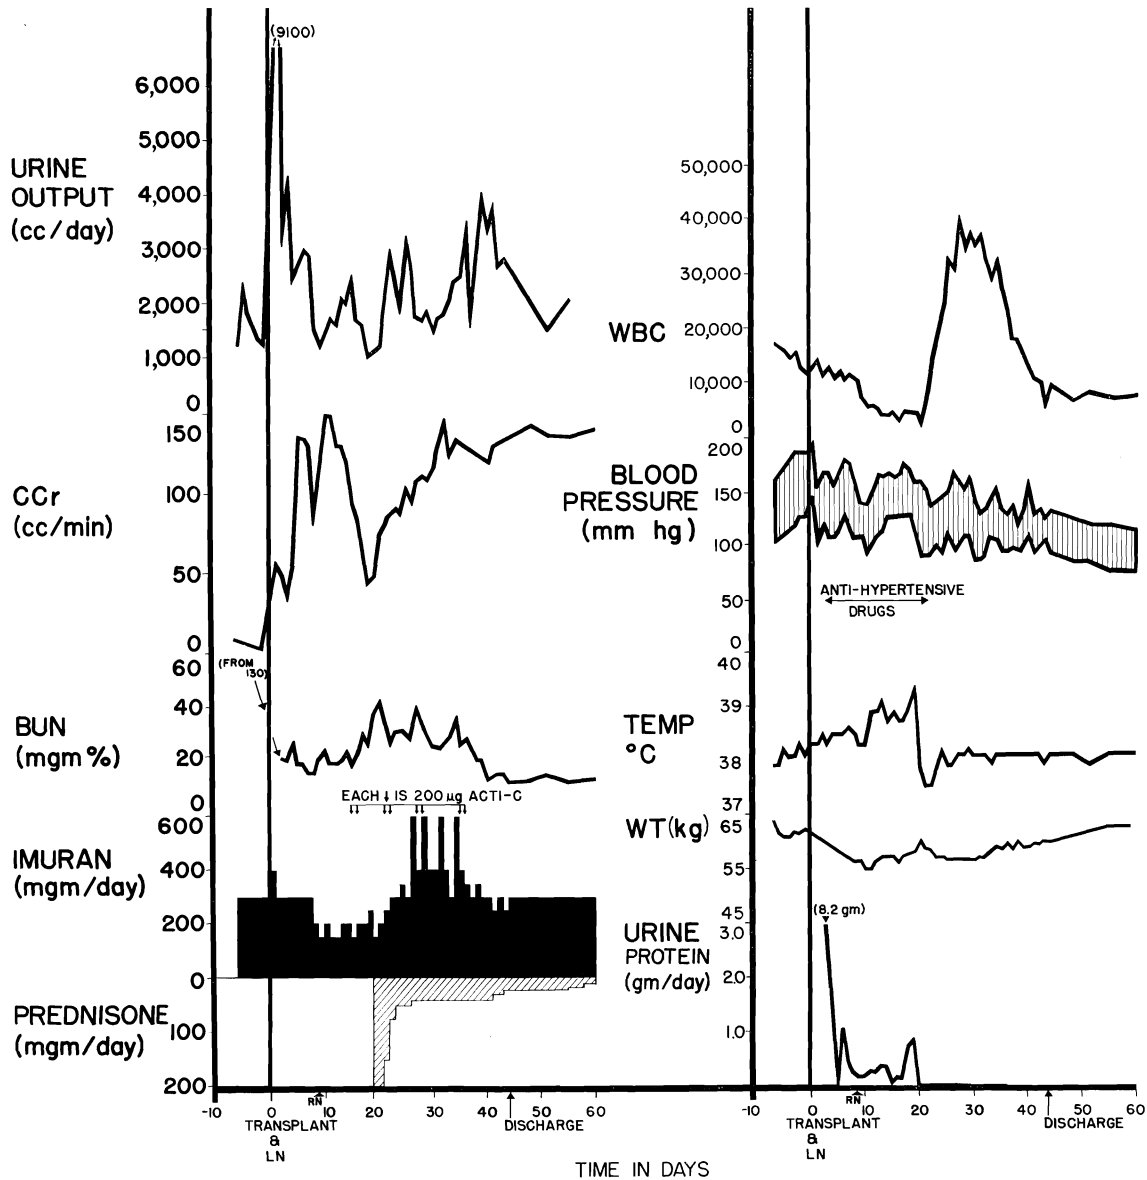 (9100)
6,000
5,000
4,000
3,000
2,000
1,000
0
URINE
OUTPUT
(cc/day)
150
100
50
0
CCr
(cc/min)
(FROM
130)
60
40
20
0
BUN
(mgm%)
EACH ↓ IS 200 µg ACTI-C
600
400
200
0
IMURAN
(mgm/day)
100
200
PREDNISONE
(mgm/day)
-10
0
RN
10
20
30
40
50
60
TRANSPLANT
&
LN
DISCHARGE
50,000
40,000
30,000
20,000
10,000
0
WBC
200
150
100
50
0
BLOOD
PRESSURE
(mm hg)
ANTI-HYPERTENSIVE
DRUGS
40
39
38
37
TEMP
°C
65
55
45
WT(kg)
(8.2 gm)
3.0
2.0
1.0
URINE
PROTEIN
(gm/day)
-10
0
RN
10
20
30
40
50
60
TRANSPLANT
&
LN
DISCHARGE
TIME IN DAYS